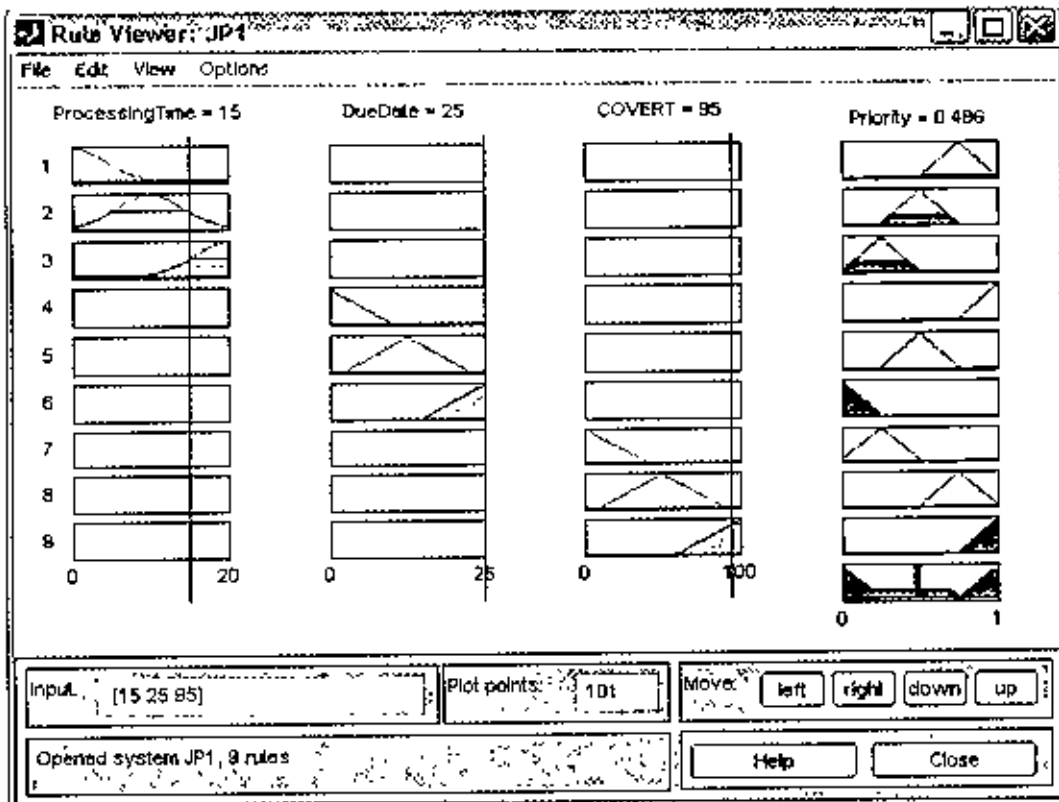 Rule Viewer: JP1
File Edit View Options
ProcessingTime = 15 DueDate = 25 COVERT = 95 Priority = 0.486
1
2
3
4
5
6
7
8
9
0 20 0 25 0 100
0 1
Input: [15 25 95] Plot points: 101 Move: left right down up
Opened system JP1, 9 rules Help Close